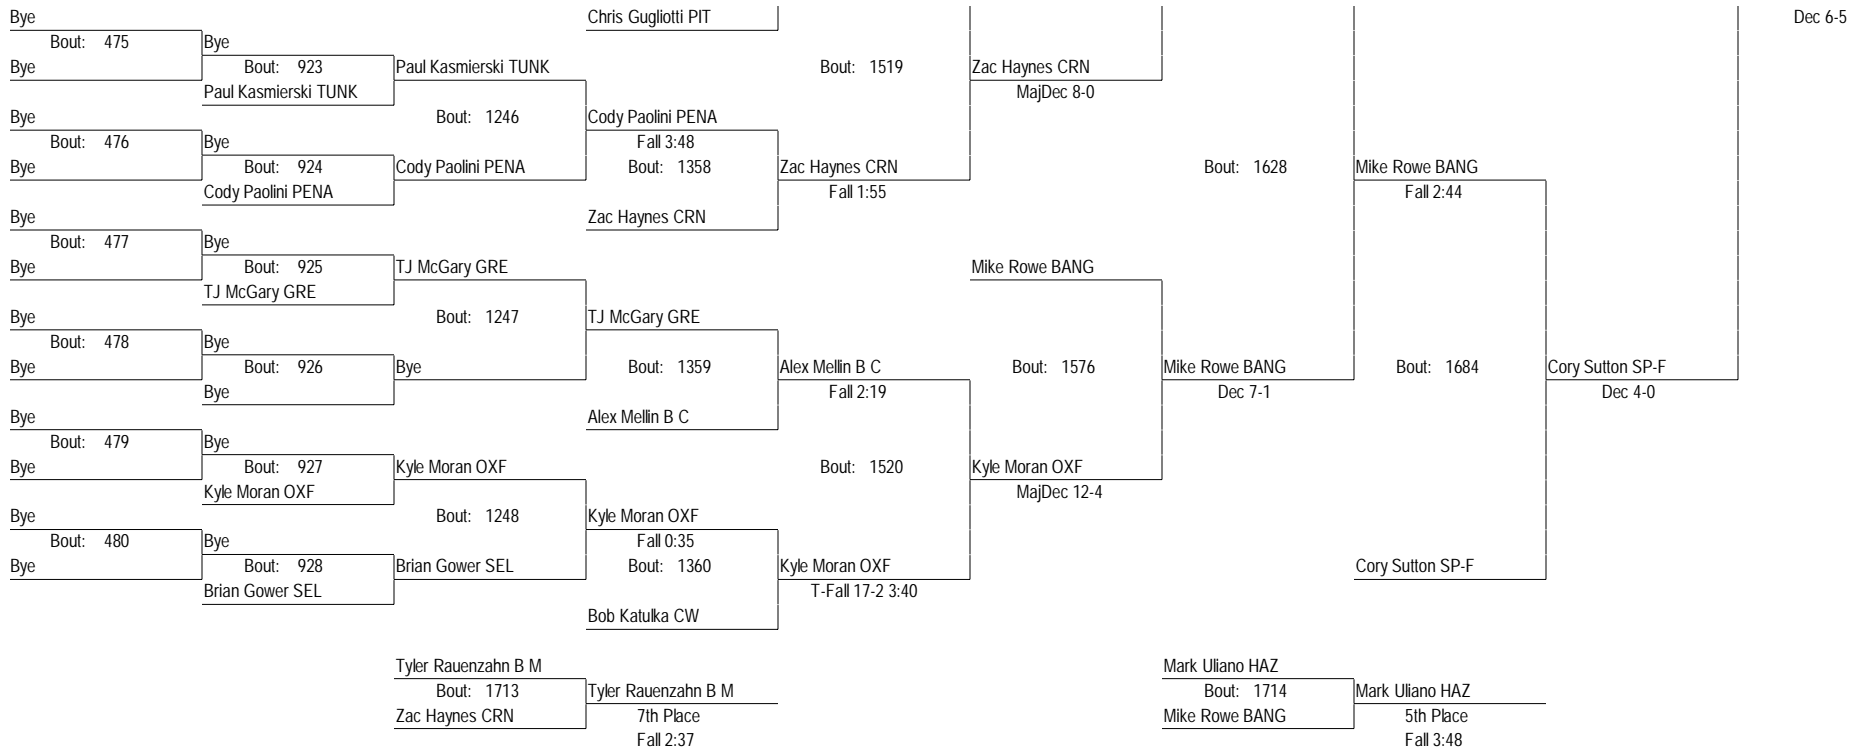 Bye Chris Gugliotti PIT Dec 6-5
Bout: 475 Bye
Bye Bout: 923 Paul Kasmierski TUNK Bout: 1519 Zac Haynes CRN
Paul Kasmierski TUNK MajDec 8-0
Bye Bout: 1246 Cody Paolini PENA
Bout: 476 Bye Fall 3:48
Bye Bout: 924 Cody Paolini PENA Bout: 1358 Zac Haynes CRN Bout: 1628 Mike Rowe BANG
Cody Paolini PENA Fall 1:55 Fall 2:44
Bye Zac Haynes CRN
Bout: 477 Bye
Bye Bout: 925 TJ McGary GRE Mike Rowe BANG
TJ McGary GRE
Bye Bout: 1247 TJ McGary GRE
Bout: 478 Bye
Bye Bout: 926 Bye Bout: 1359 Alex Mellin B C Bout: 1576 Mike Rowe BANG Bout: 1684 Cory Sutton SP-F
Bye Fall 2:19 Dec 7-1 Dec 4-0
Bye Alex Mellin B C
Bout: 479 Bye
Bye Bout: 927 Kyle Moran OXF Bout: 1520 Kyle Moran OXF
Kyle Moran OXF MajDec 12-4
Bye Bout: 1248 Kyle Moran OXF
Bout: 480 Bye Fall 0:35
Bye Bout: 928 Brian Gower SEL Bout: 1360 Kyle Moran OXF Cory Sutton SP-F
Brian Gower SEL T-Fall 17-2 3:40
Bob Katulka CW
Tyler Rauenzahn B M Mark Uliano HAZ
Bout: 1713 Tyler Rauenzahn B M Bout: 1714 Mark Uliano HAZ
Zac Haynes CRN 7th Place Mike Rowe BANG 5th Place
Fall 2:37 Fall 3:48